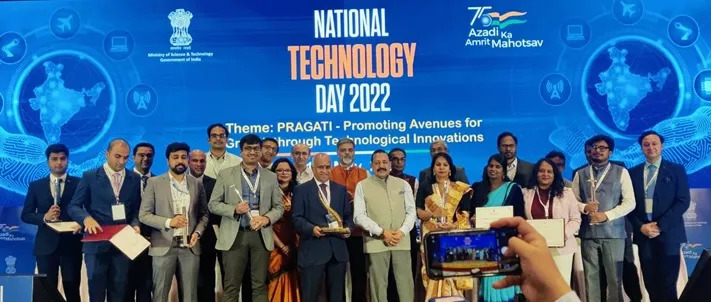 Ministry of Science & Technology
Government of India
NATIONAL
TECHNOLOGY
DAY 2022
75
Azadi Ka
Amrit Mahotsav
Theme: PRAGATI - Promoting Avenues for
Through Technological Innovations